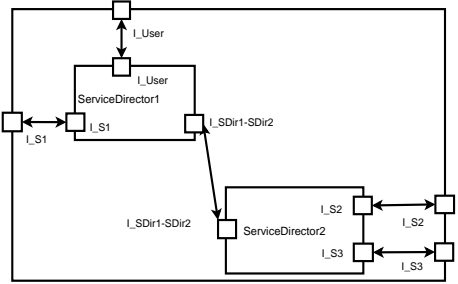 I_User
I_User
ServiceDirector1
I_S1
I_S1
I_SDir1-SDir2
I_SDir1-SDir2
ServiceDirector2
I_S2
I_S2
I_S3
I_S3